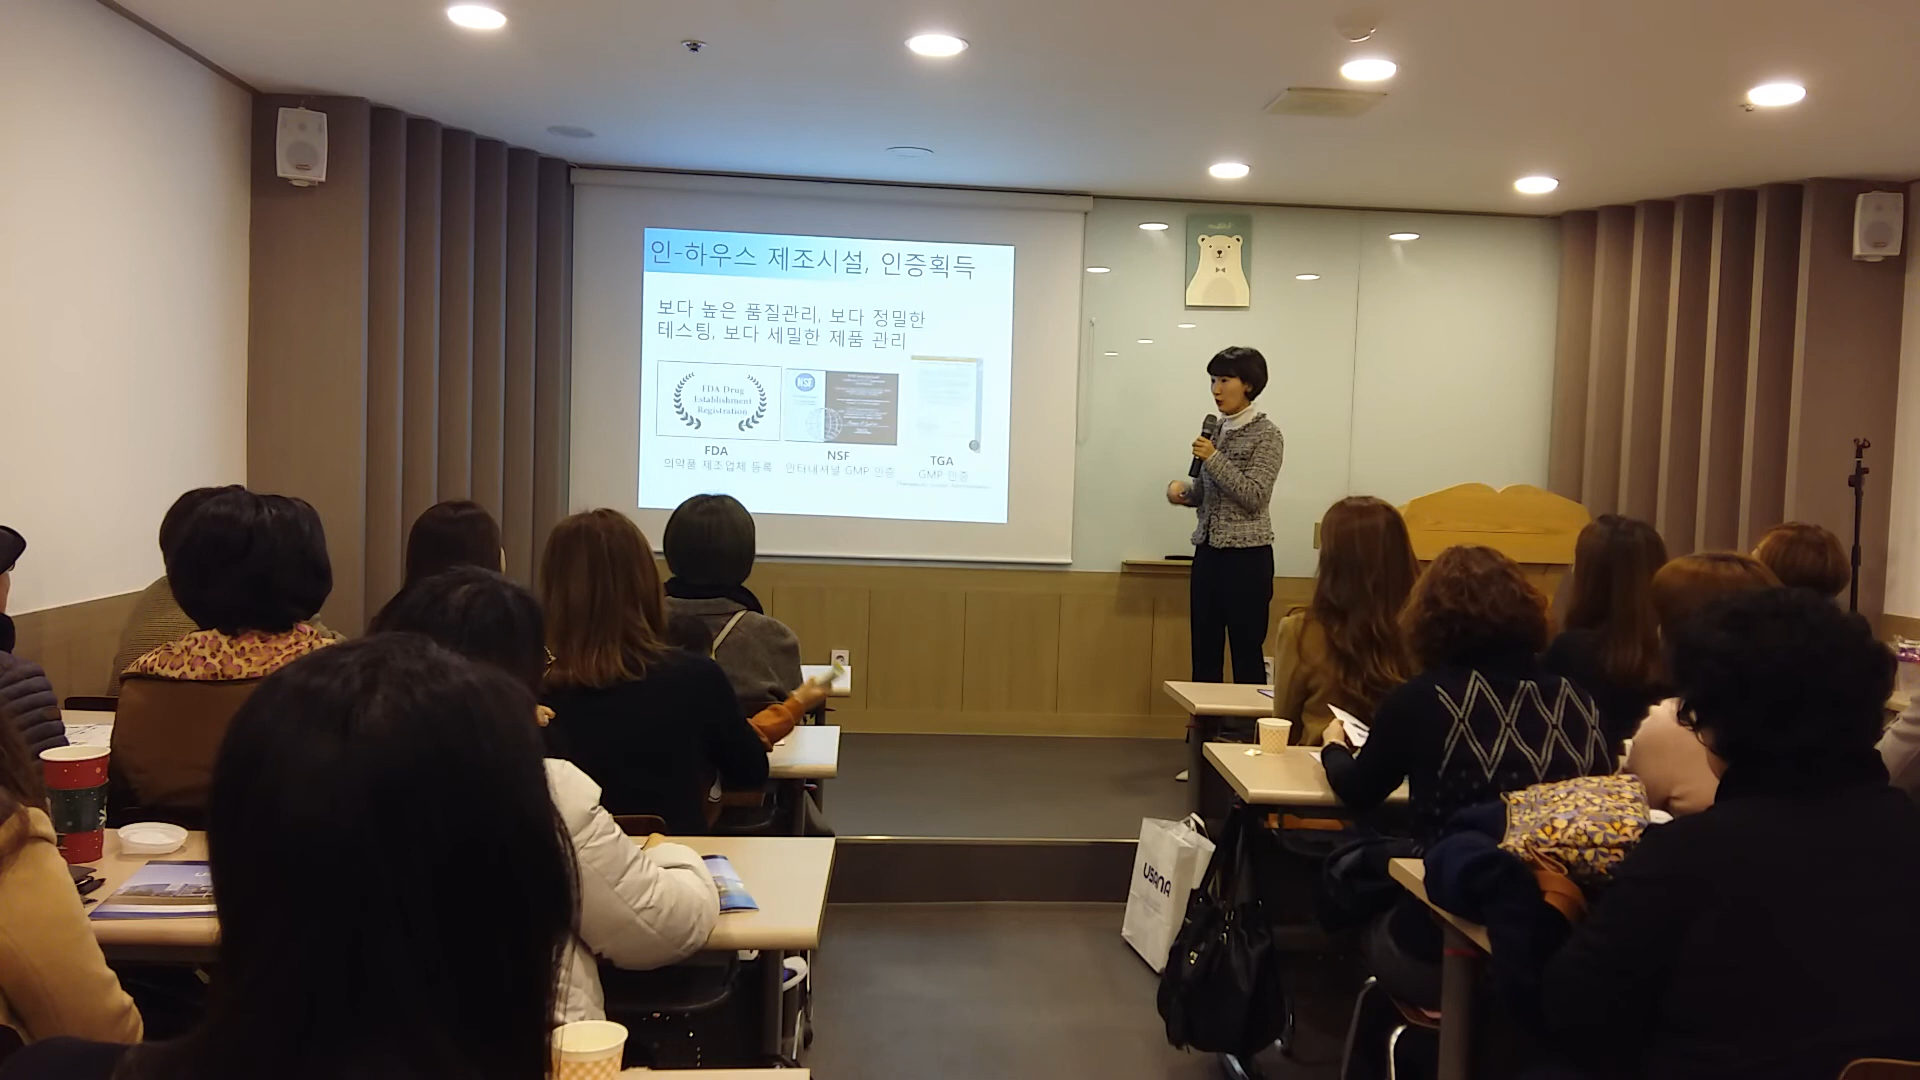 인-하우스 제조시설, 인증획득
보다 높은 품질관리, 보다 정밀한
테스팅, 보다 세밀한 제품 관리
FDA Drug
Establishment
Registration
NSF
FDA
의약품 제조업체 등록
NSF
인터내셔널 GMP 인증
TGA
GMP 인증
USANA